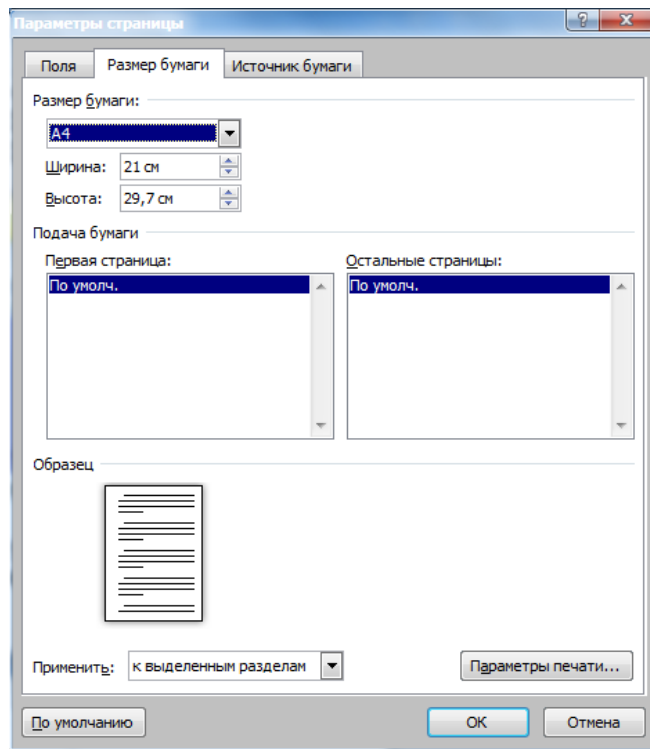 Параметры страницы
Поля Размер бумаги Источник бумаги
Размер бумаги:
A4
Ширина: 21 см
Высота: 29,7 см
Подача бумаги
Первая страница: Остальные страницы:
По умолч. По умолч.
Образец
Применить: к выделенным разделам Параметры печати...
По умолчанию ОК Отмена